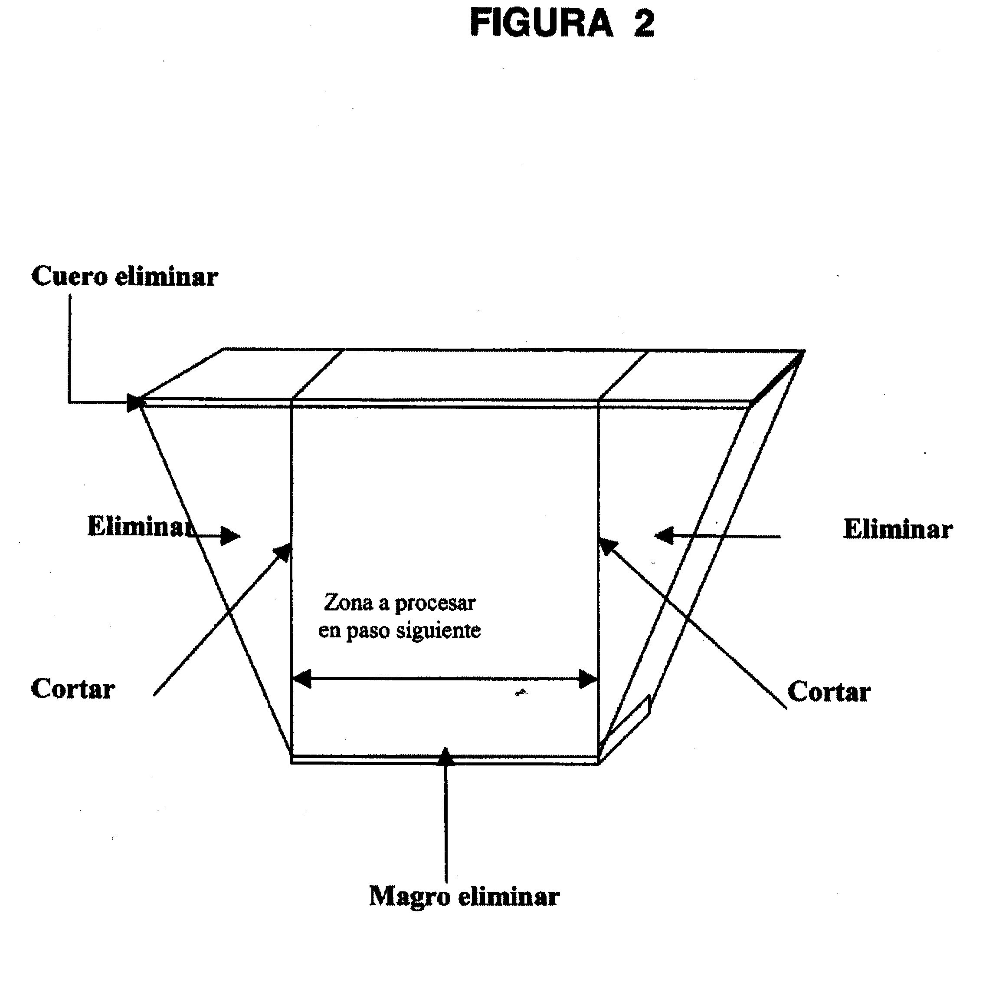 FIGURA 2
Cuero eliminar
Eliminar
Eliminar
Zona a procesar
en paso siguiente
Cortar
Cortar
Magro eliminar